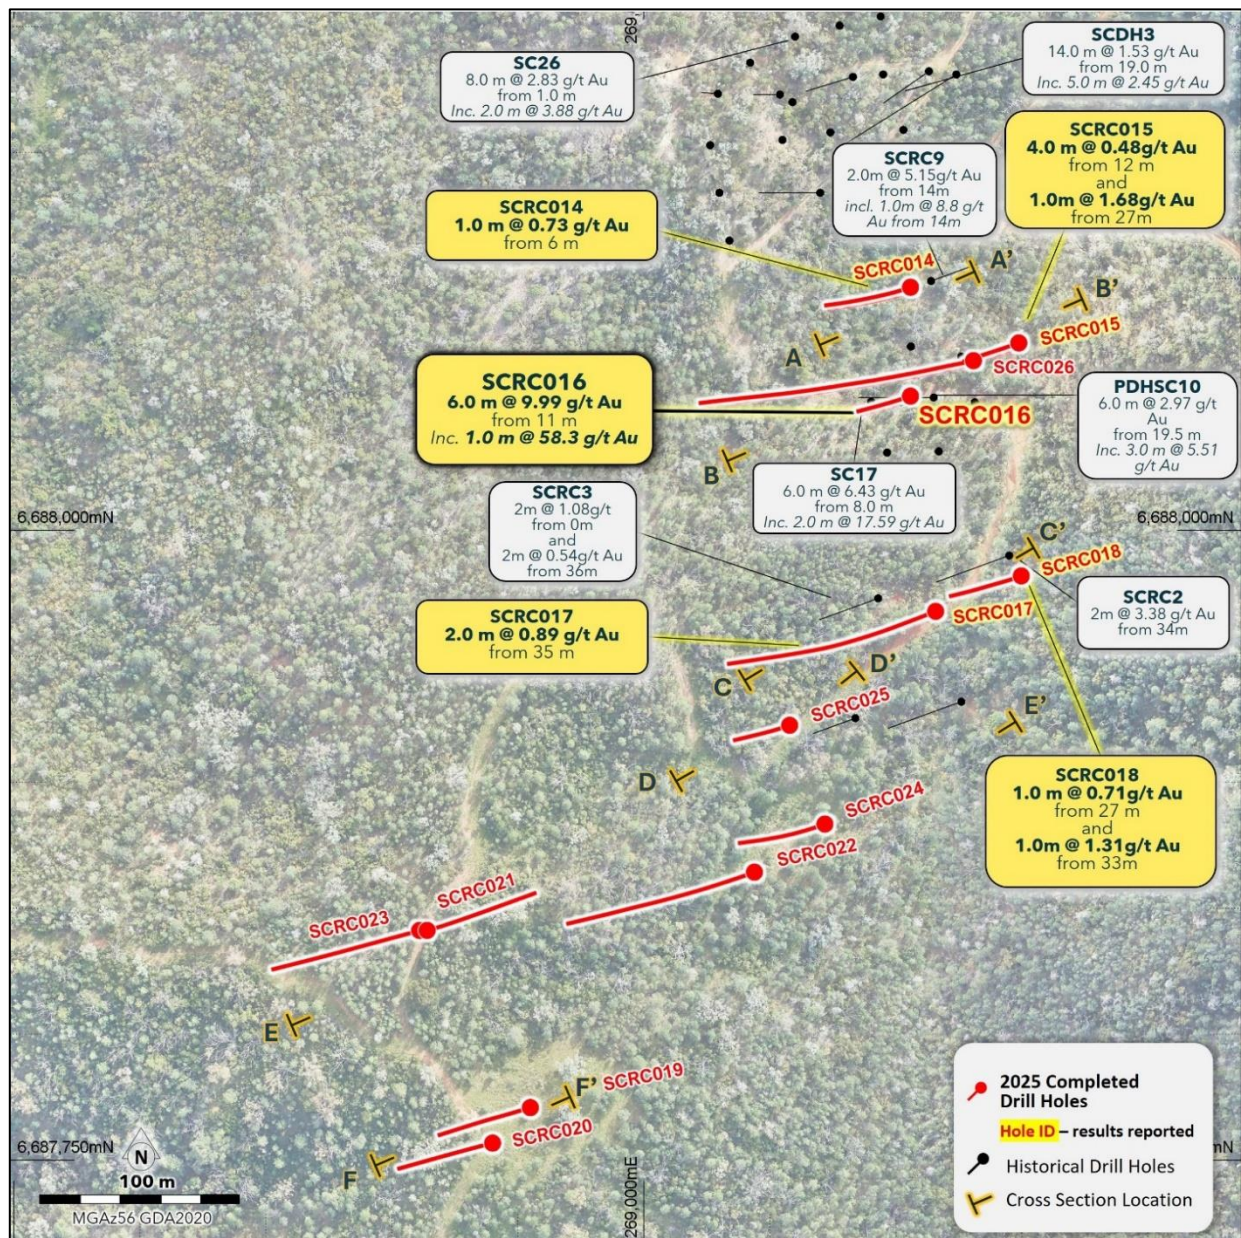 269,
SC26
8.0 m @ 2.83 g/t Au
from 1.0 m
Inc. 2.0 m @ 3.88 g/t Au
SCDH3
14.0 m @ 1.53 g/t Au
from 19.0 m
Inc. 5.0 m @ 2.45 g/t Au
SCRC015
4.0 m @ 0.48g/t Au
from 12 m
and
1.0m @ 1.68g/t Au
from 27m
SCRC9
2.0m @ 5.15g/t Au
from 14m
incl. 1.0m @ 8.8 g/t
Au from 14m
SCRC014
1.0 m @ 0.73 g/t Au
from 6 m
SCRC014
A'
B'
SCRC015
A
SCRC026
SCRC016
6.0 m @ 9.99 g/t Au
from 11 m
Inc. 1.0 m @ 58.3 g/t Au
SCRC016
PDHSC10
6.0 m @ 2.97 g/t
Au
from 19.5 m
Inc. 3.0 m @ 5.51
g/t Au
B
SC17
6.0 m @ 6.43 g/t Au
from 8.0 m
Inc. 2.0 m @ 17.59 g/t Au
SCRC3
2m @ 1.08g/t
from 0m
and
2m @ 0.54g/t Au
from 36m
6,688,000mN
6,688,000mN
C'
SCRC018
SCRC2
2m @ 3.38 g/t Au
from 34m
SCRC017
2.0 m @ 0.89 g/t Au
from 35 m
SCRC017
C
D'
SCRC025
E'
D
SCRC018
1.0 m @ 0.71g/t Au
from 27 m
and
1.0m @ 1.31g/t Au
from 33m
SCRC024
SCRC022
SCRC021
SCRC023
E
F'
SCRC019
SCRC020
F
6,687,750mN
mN
N
100 m
MGAz56 GDA2020
269,000mE
2025 Completed
Drill Holes
Hole ID – results reported
Historical Drill Holes
Cross Section Location